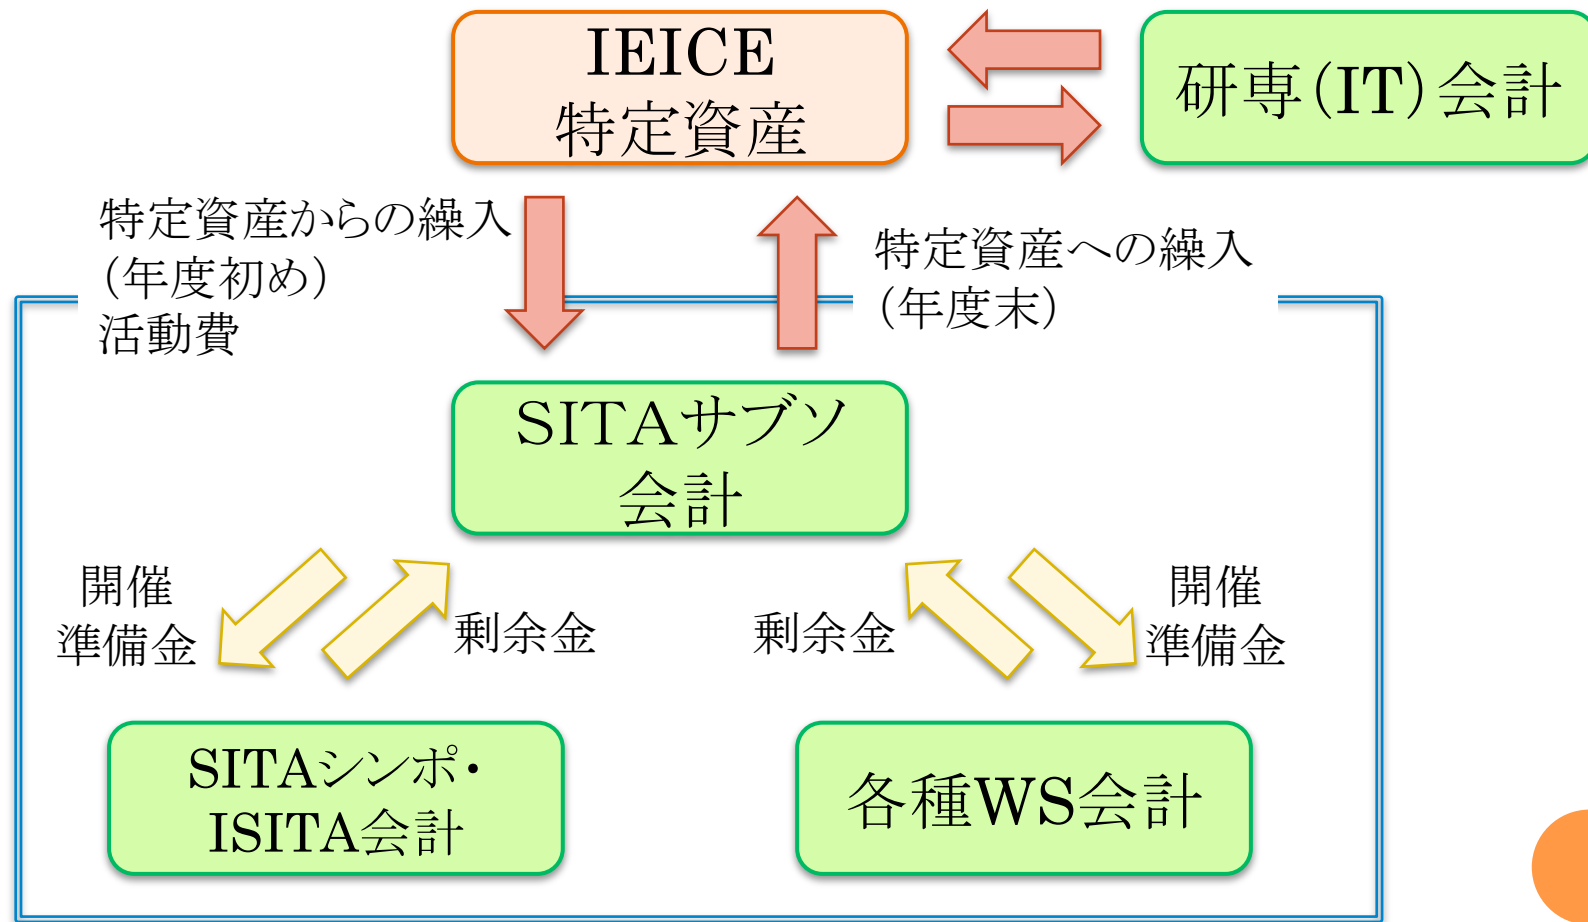 IEICE
特定資産
研専(IT)会計
特定資産からの繰入
(年度初め)
活動費
特定資産への繰入
(年度末)
SITAサブソ
会計
開催
準備金
剰余金
剰余金
開催
準備金
SITAシンポ・
ISITA会計
各種WS会計